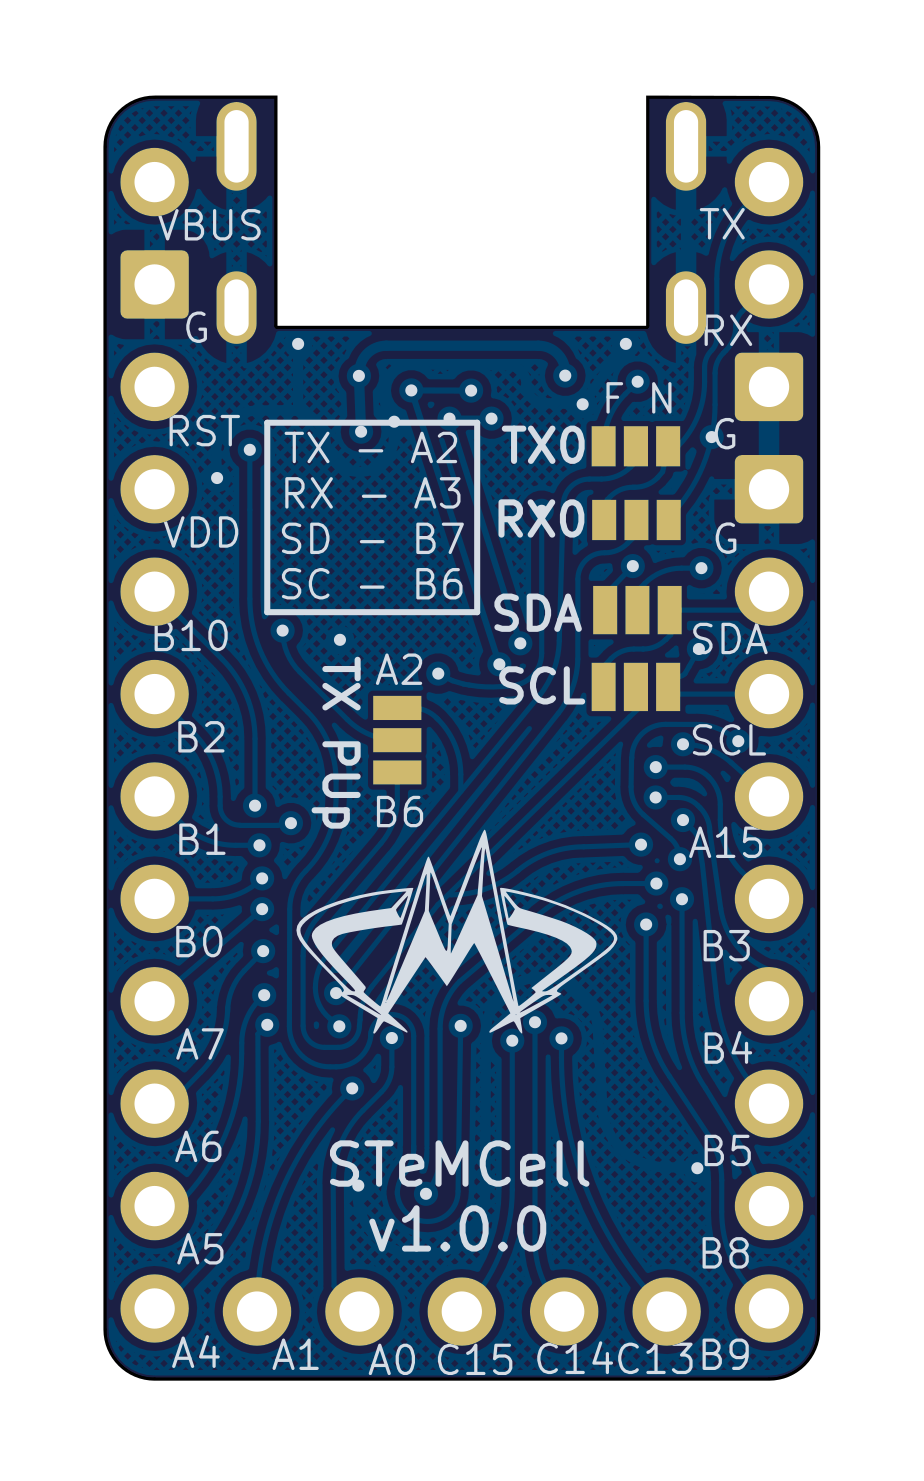 VBUS
TX
G
RX
RST
F N
G
TX - A2
RX - A3
SD - B7
SC - B6
TX0
RX0
VDD
G
SDA
B10
SDA
A2
TX PUp
B6
SCL
B2
SCL
B1
A15
B0
B3
A7
B4
A6
B5
STeMCell
v1.0.0
A5
B8
A4
A1
A0
C15
C14
C13
B9